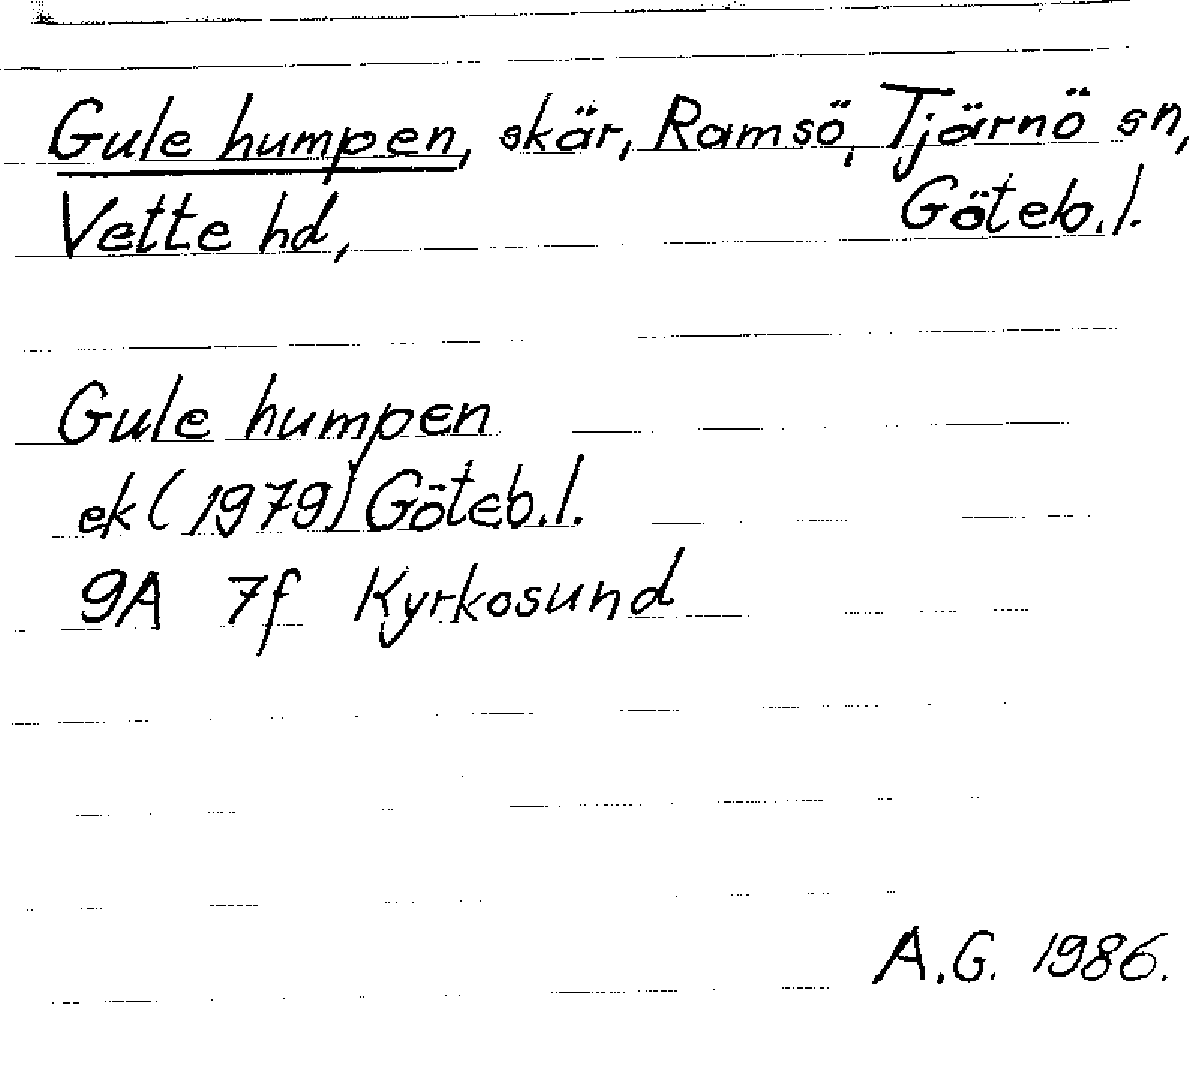 Gule humpen, skär, Ramsö, Tjärnö sn,
Vette hd, Göteb.l.
Gule humpen
ek (1979) Göteb.l.
9A 7f Kyrkosund
A.G. 1986.